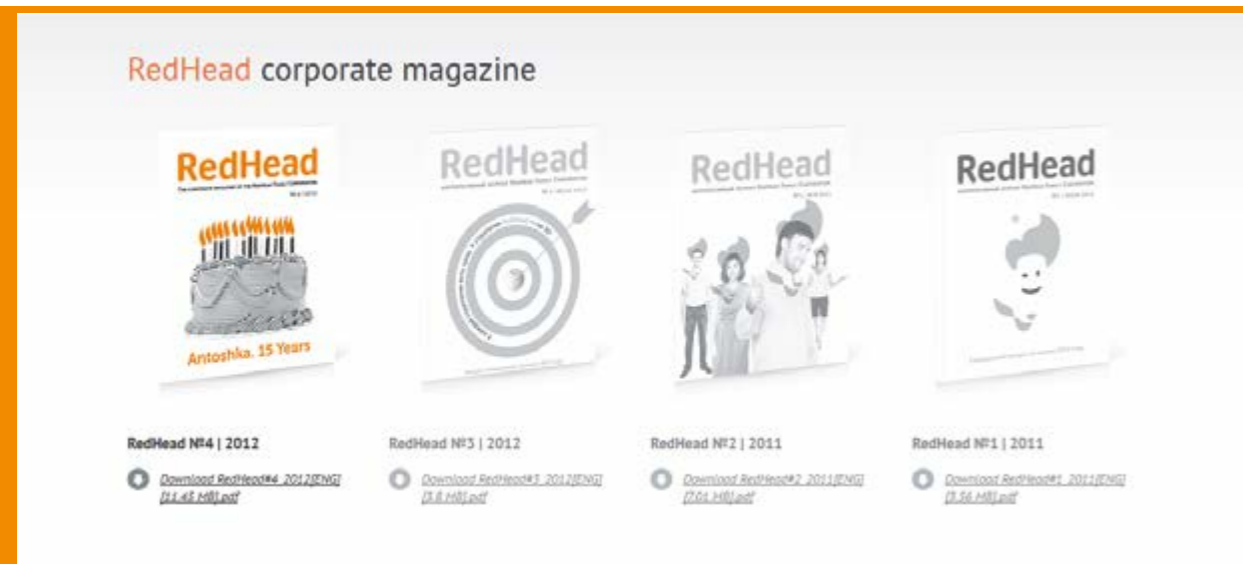 RedHead corporate magazine
RedHead
№4 | 2012
Antoshka. 15 Years
RedHead
RedHead
RedHead
RedHead №4 | 2012
Download RedHead#4_2012[ENG]
[11.45 MB].pdf
RedHead №3 | 2012
Download RedHead#3_2012[ENG]
[3.8 MB].pdf
RedHead №2 | 2011
Download RedHead#2_2011[ENG]
[7.01 MB].pdf
RedHead №1 | 2011
Download RedHead#1_2011[ENG]
[3.56 MB].pdf